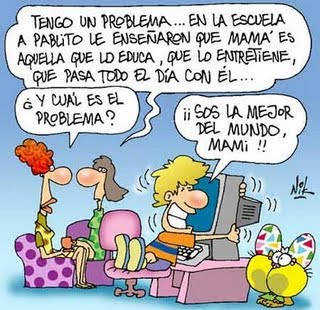 TENGO UN PROBLEMA... EN LA ESCUELA
A PABLITO LE ENSEÑARON QUE MAMÁ ES
AQUELLA QUE LO EDUCA, QUE LO ENTRETIENE,
QUE PASA TODO EL DÍA CON ÉL...
¿Y CUÁL ES EL
PROBLEMA?
¡¡SOS LA MEJOR
DEL MUNDO,
MAMI!!
NiL